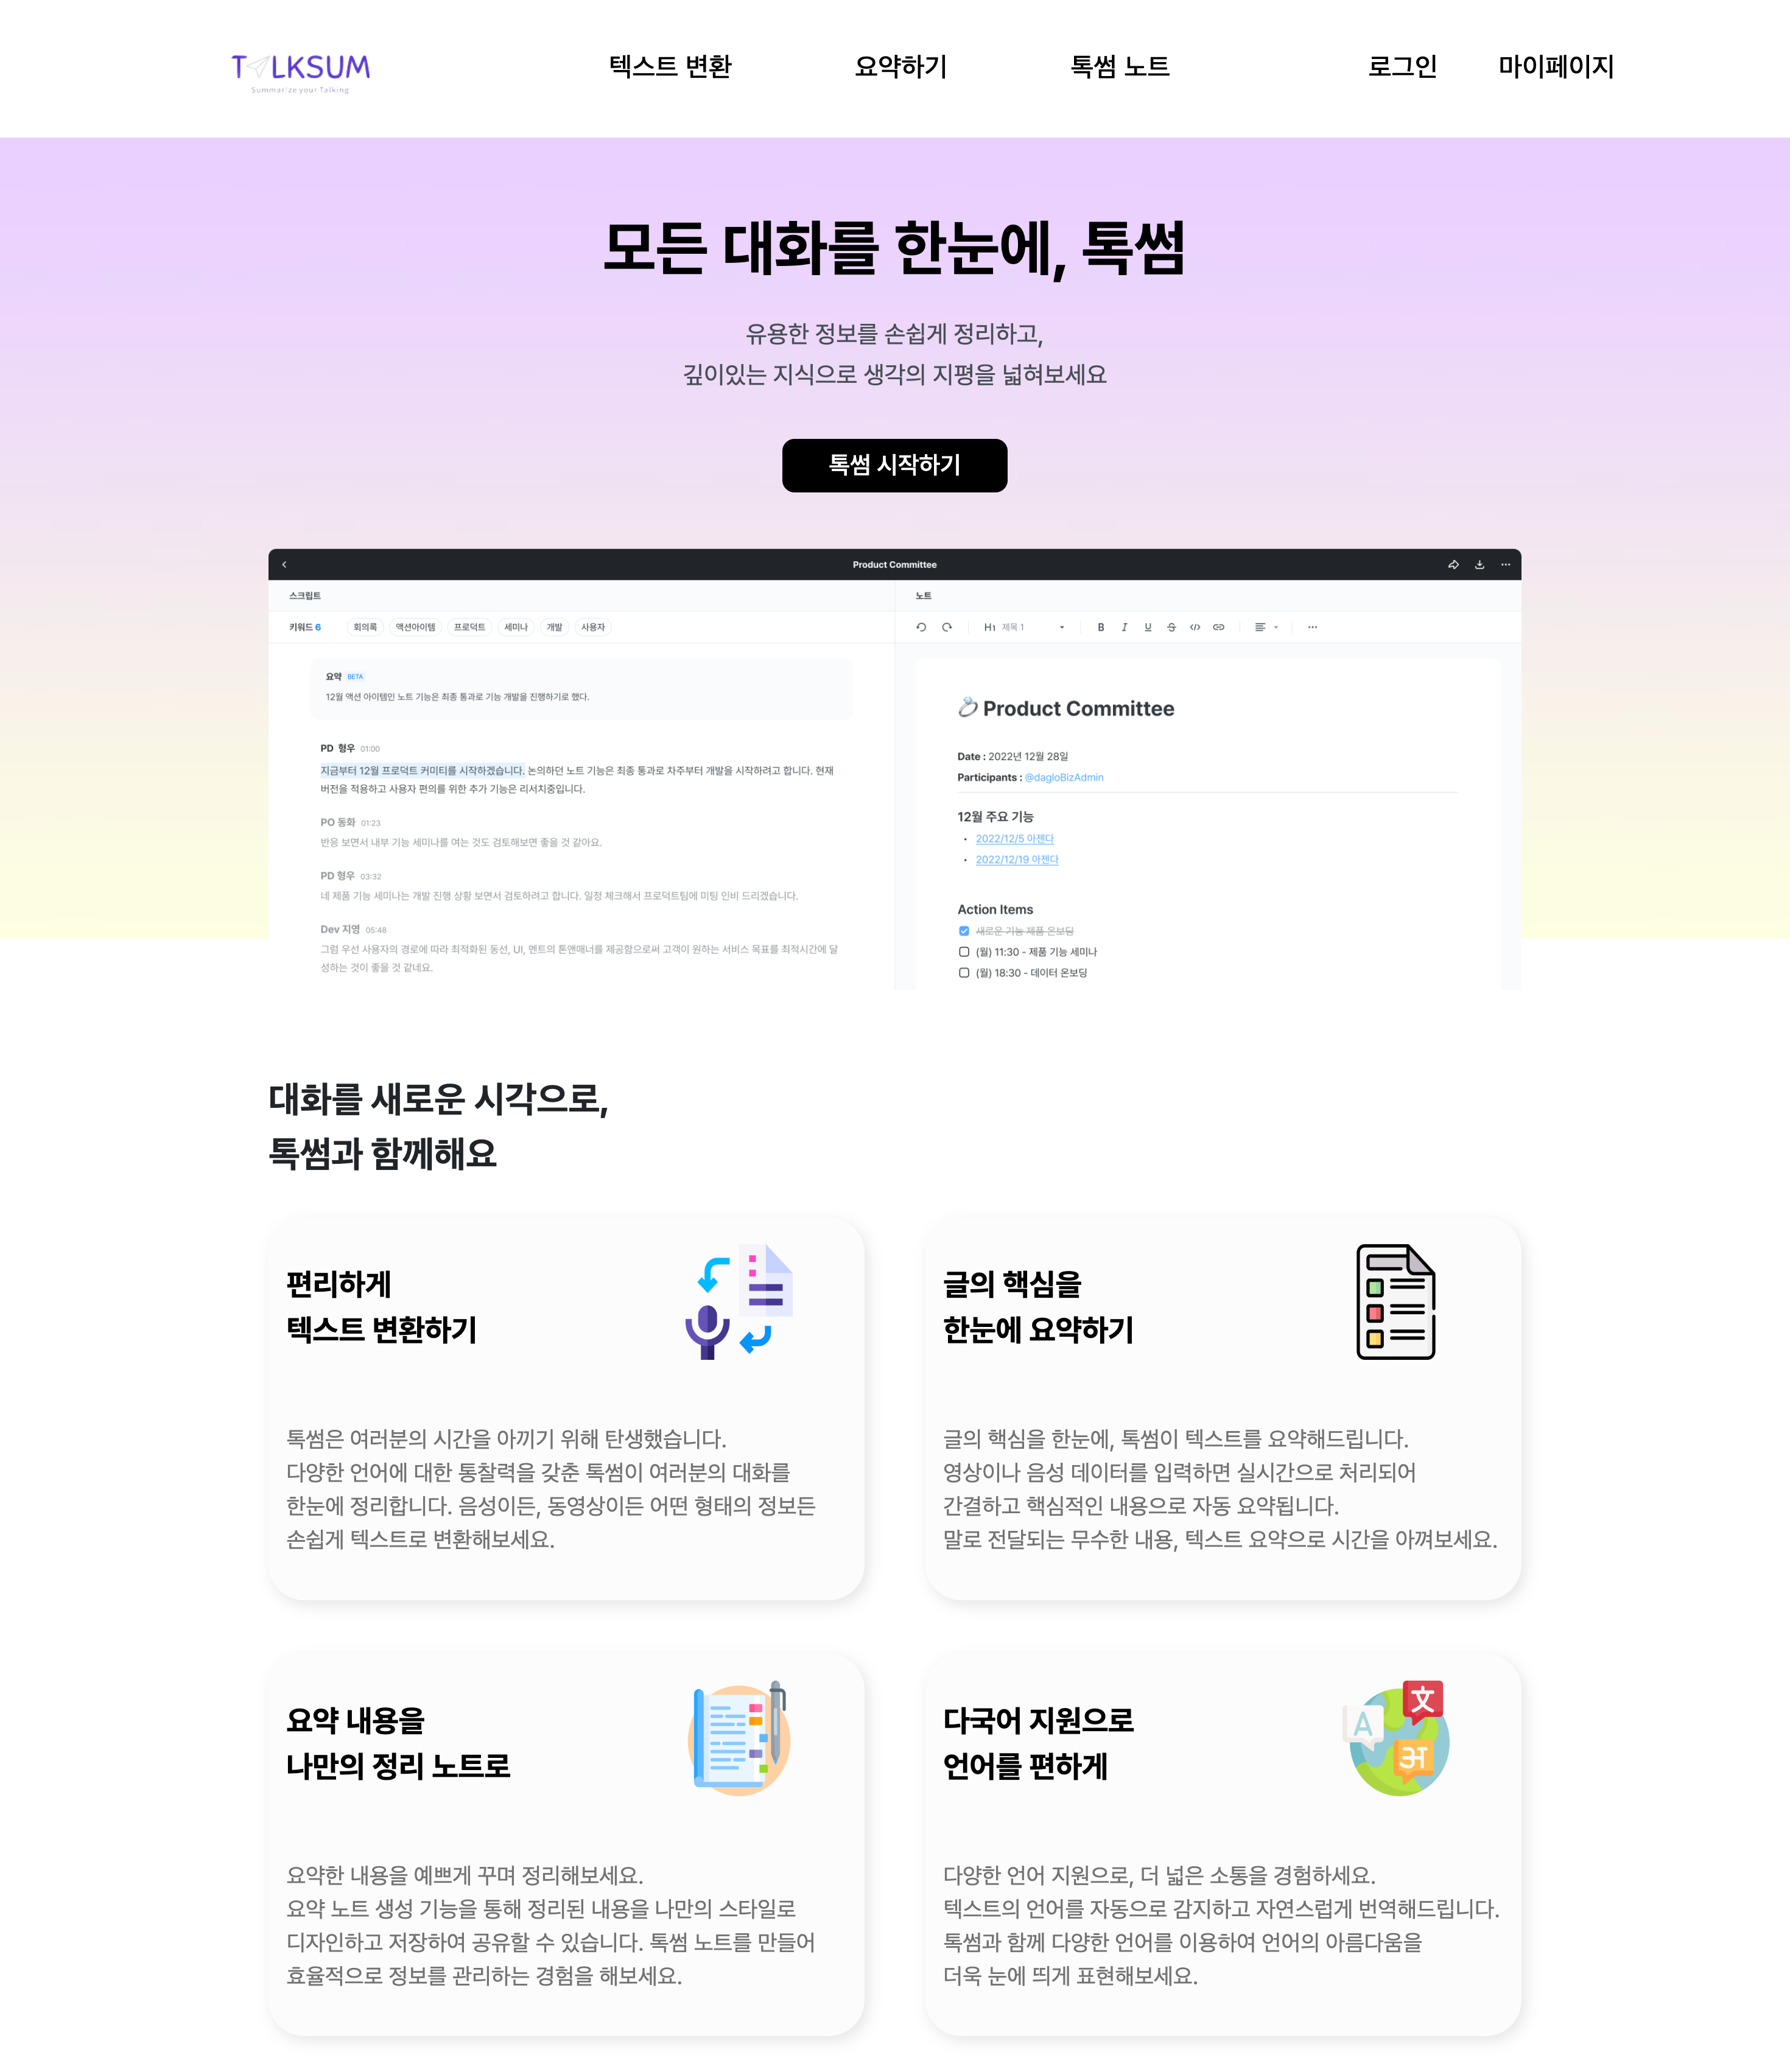 TALKSUM
Summarize your Talking
텍스트 변환
요약하기
톡썸 노트
로그인
마이페이지
모든 대화를 한눈에, 톡썸
유용한 정보를 손쉽게 정리하고,
깊이있는 지식으로 생각의 지평을 넓혀보세요
톡썸 시작하기
Product Committee
스크립트
키워드 6
회의록
액션아이템
프로덕트
세미나
개발
사용자
요약 BETA
12월 액션 아이템인 노트 기능은 최종 통과로 기능 개발을 진행하기로 했다.
PD 형우 01:00
지금부터 12월 프로덕트 커미티를 시작하겠습니다. 논의하던 노트 기능은 최종 통과로 차주부터 개발을 시작하려고 합니다. 현재
버전을 적용하고 사용자 편의를 위한 추가 기능은 리서치중입니다.
PO 동화 01:23
반응 보면서 내부 기능 세미나를 여는 것도 검토해보면 좋을 것 같아요.
PD 형우 03:32
네 제품 기능 세미나는 개발 진행 상황 보면서 검토하려고 합니다. 일정 체크해서 프로덕트팀에 미팅 인비 드리겠습니다.
Dev 지영 05:48
그럼 우선 사용자의 경로에 따라 최적화된 동선, UI, 멘트의 톤앤매너를 제공함으로써 고객이 원하는 서비스 목표를 최적시간에 달
성하는 것이 좋을 것 같네요.
노트
H1 제목 1
B I U S </>
Product Committee
Date : 2022년 12월 28일
Participants : @dagloBizAdmin
12월 주요 기능
• 2022/12/5 아젠다
• 2022/12/19 아젠다
Action Items
새로운 기능 제품 온보딩
(월) 11:30 - 제품 기능 세미나
(월) 18:30 - 데이터 온보딩
대화를 새로운 시각으로,
톡썸과 함께해요
편리하게
텍스트 변환하기
톡썸은 여러분의 시간을 아끼기 위해 탄생했습니다.
다양한 언어에 대한 통찰력을 갖춘 톡썸이 여러분의 대화를
한눈에 정리합니다. 음성이든, 동영상이든 어떤 형태의 정보든
손쉽게 텍스트로 변환해보세요.
글의 핵심을
한눈에 요약하기
글의 핵심을 한눈에, 톡썸이 텍스트를 요약해드립니다.
영상이나 음성 데이터를 입력하면 실시간으로 처리되어
간결하고 핵심적인 내용으로 자동 요약됩니다.
말로 전달되는 무수한 내용, 텍스트 요약으로 시간을 아껴보세요.
요약 내용을
나만의 정리 노트로
요약한 내용을 예쁘게 꾸며 정리해보세요.
요약 노트 생성 기능을 통해 정리된 내용을 나만의 스타일로
디자인하고 저장하여 공유할 수 있습니다. 톡썸 노트를 만들어
효율적으로 정보를 관리하는 경험을 해보세요.
다국어 지원으로
언어를 편하게
A
文
अ
다양한 언어 지원으로, 더 넓은 소통을 경험하세요.
텍스트의 언어를 자동으로 감지하고 자연스럽게 번역해드립니다.
톡썸과 함께 다양한 언어를 이용하여 언어의 아름다움을
더욱 눈에 띄게 표현해보세요.